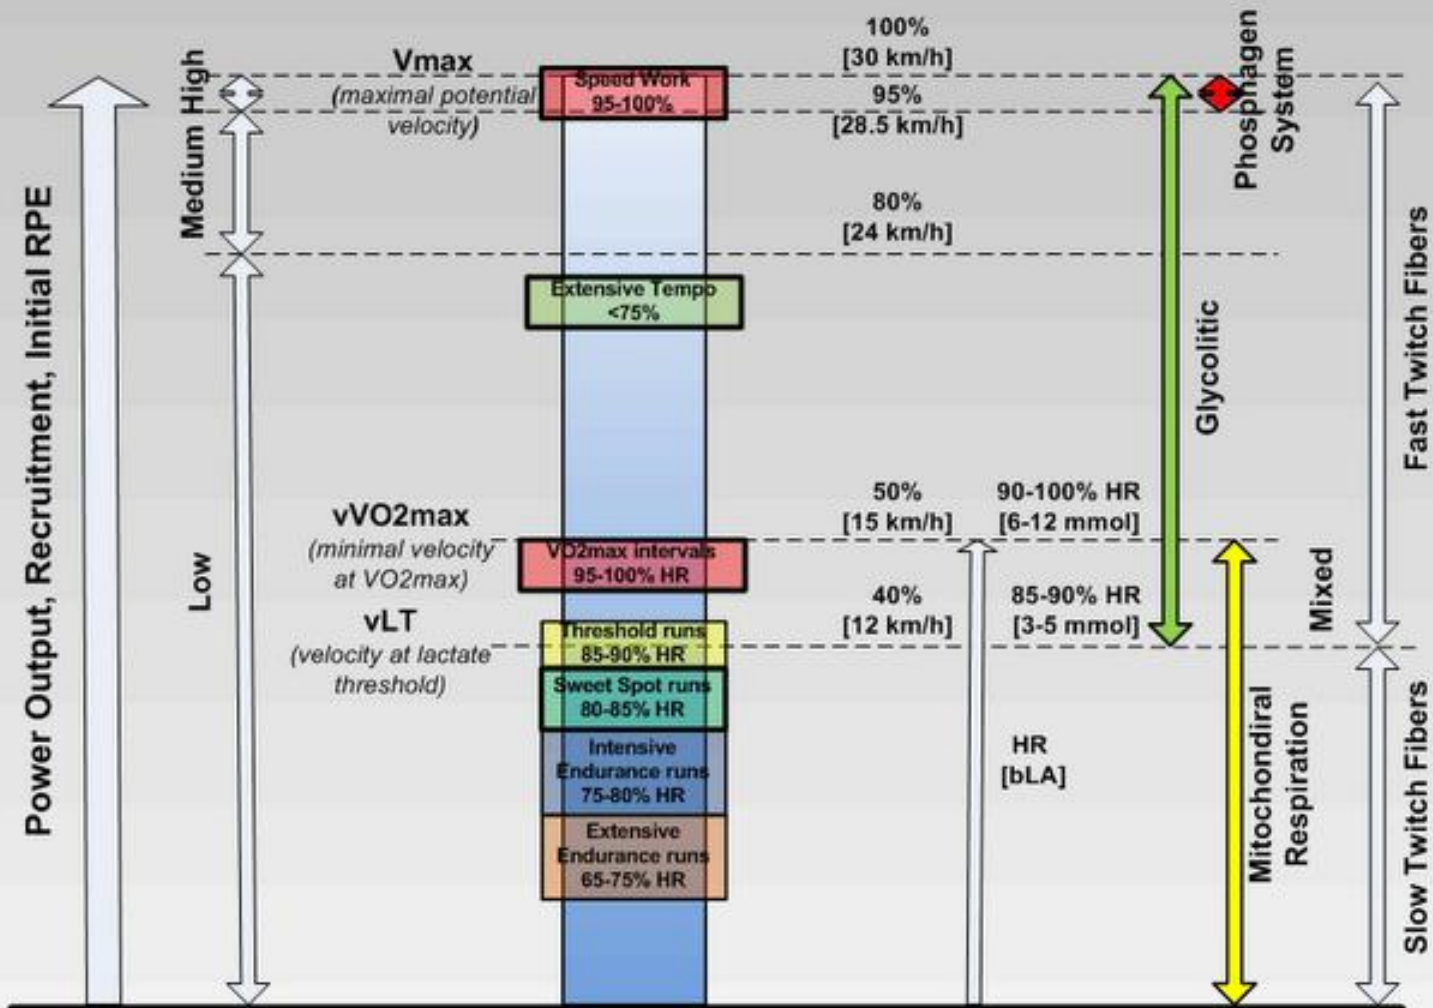 Power Output, Recruitment, Initial RPE
High
Medium
Low
Vmax
(maximal potential
velocity)
vVO2max
(minimal velocity
at VO2max)
vLT
(velocity at lactate
threshold)
Speed Work
95-100%
Extensive Tempo
<75%
VO2max intervals
95-100% HR
Threshold runs
85-90% HR
Sweet Spot runs
80-85% HR
Intensive
Endurance runs
75-80% HR
Extensive
Endurance runs
65-75% HR
100%
[30 km/h]
95%
[28.5 km/h]
80%
[24 km/h]
50%
[15 km/h]
40%
[12 km/h]
90-100% HR
[6-12 mmol]
85-90% HR
[3-5 mmol]
HR
[bLA]
Phosphagen
System
Glycolitic
Mixed
Mitochondiral
Respiration
Fast Twitch Fibers
Slow Twitch Fibers